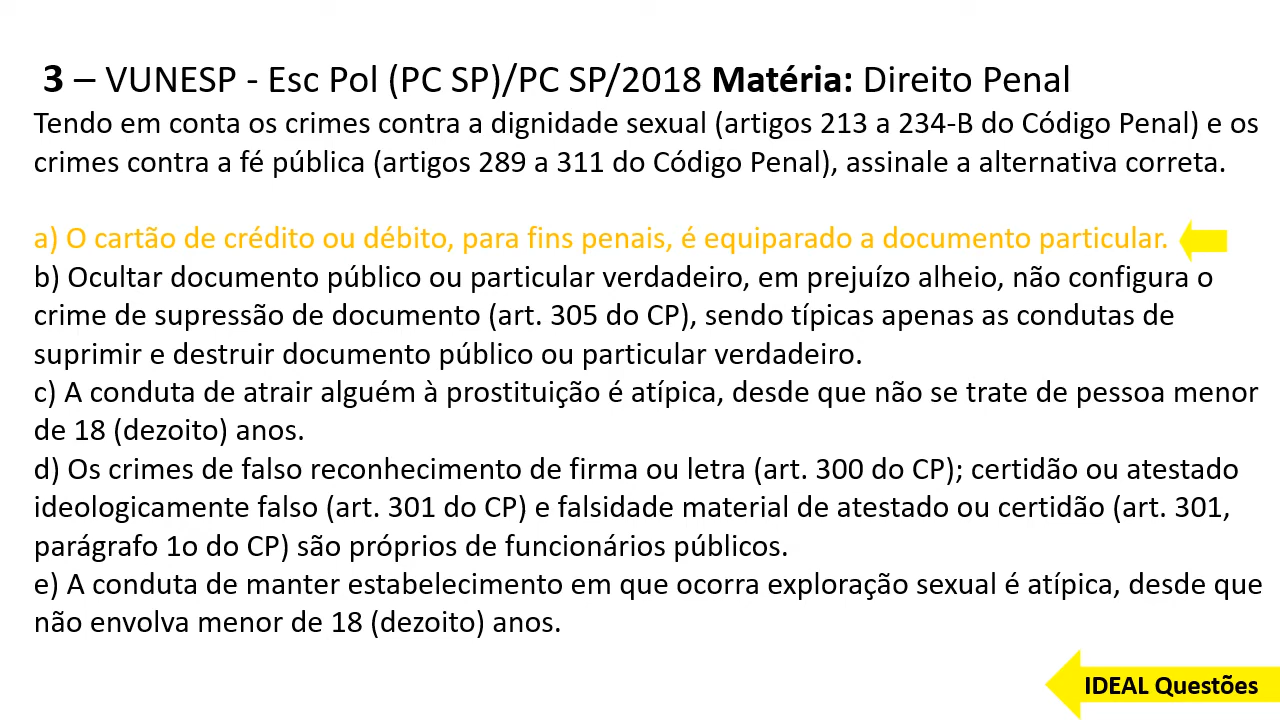 3 – VUNESP - Esc Pol (PC SP)/PC SP/2018 Matéria: Direito Penal
Tendo em conta os crimes contra a dignidade sexual (artigos 213 a 234-B do Código Penal) e os
crimes contra a fé pública (artigos 289 a 311 do Código Penal), assinale a alternativa correta.
a) O cartão de crédito ou débito, para fins penais, é equiparado a documento particular.
b) Ocultar documento público ou particular verdadeiro, em prejuízo alheio, não configura o
crime de supressão de documento (art. 305 do CP), sendo típicas apenas as condutas de
suprimir e destruir documento público ou particular verdadeiro.
c) A conduta de atrair alguém à prostituição é atípica, desde que não se trate de pessoa menor
de 18 (dezoito) anos.
d) Os crimes de falso reconhecimento de firma ou letra (art. 300 do CP); certidão ou atestado
ideologicamente falso (art. 301 do CP) e falsidade material de atestado ou certidão (art. 301,
parágrafo 1o do CP) são próprios de funcionários públicos.
e) A conduta de manter estabelecimento em que ocorra exploração sexual é atípica, desde que
não envolva menor de 18 (dezoito) anos.
IDEAL Questões